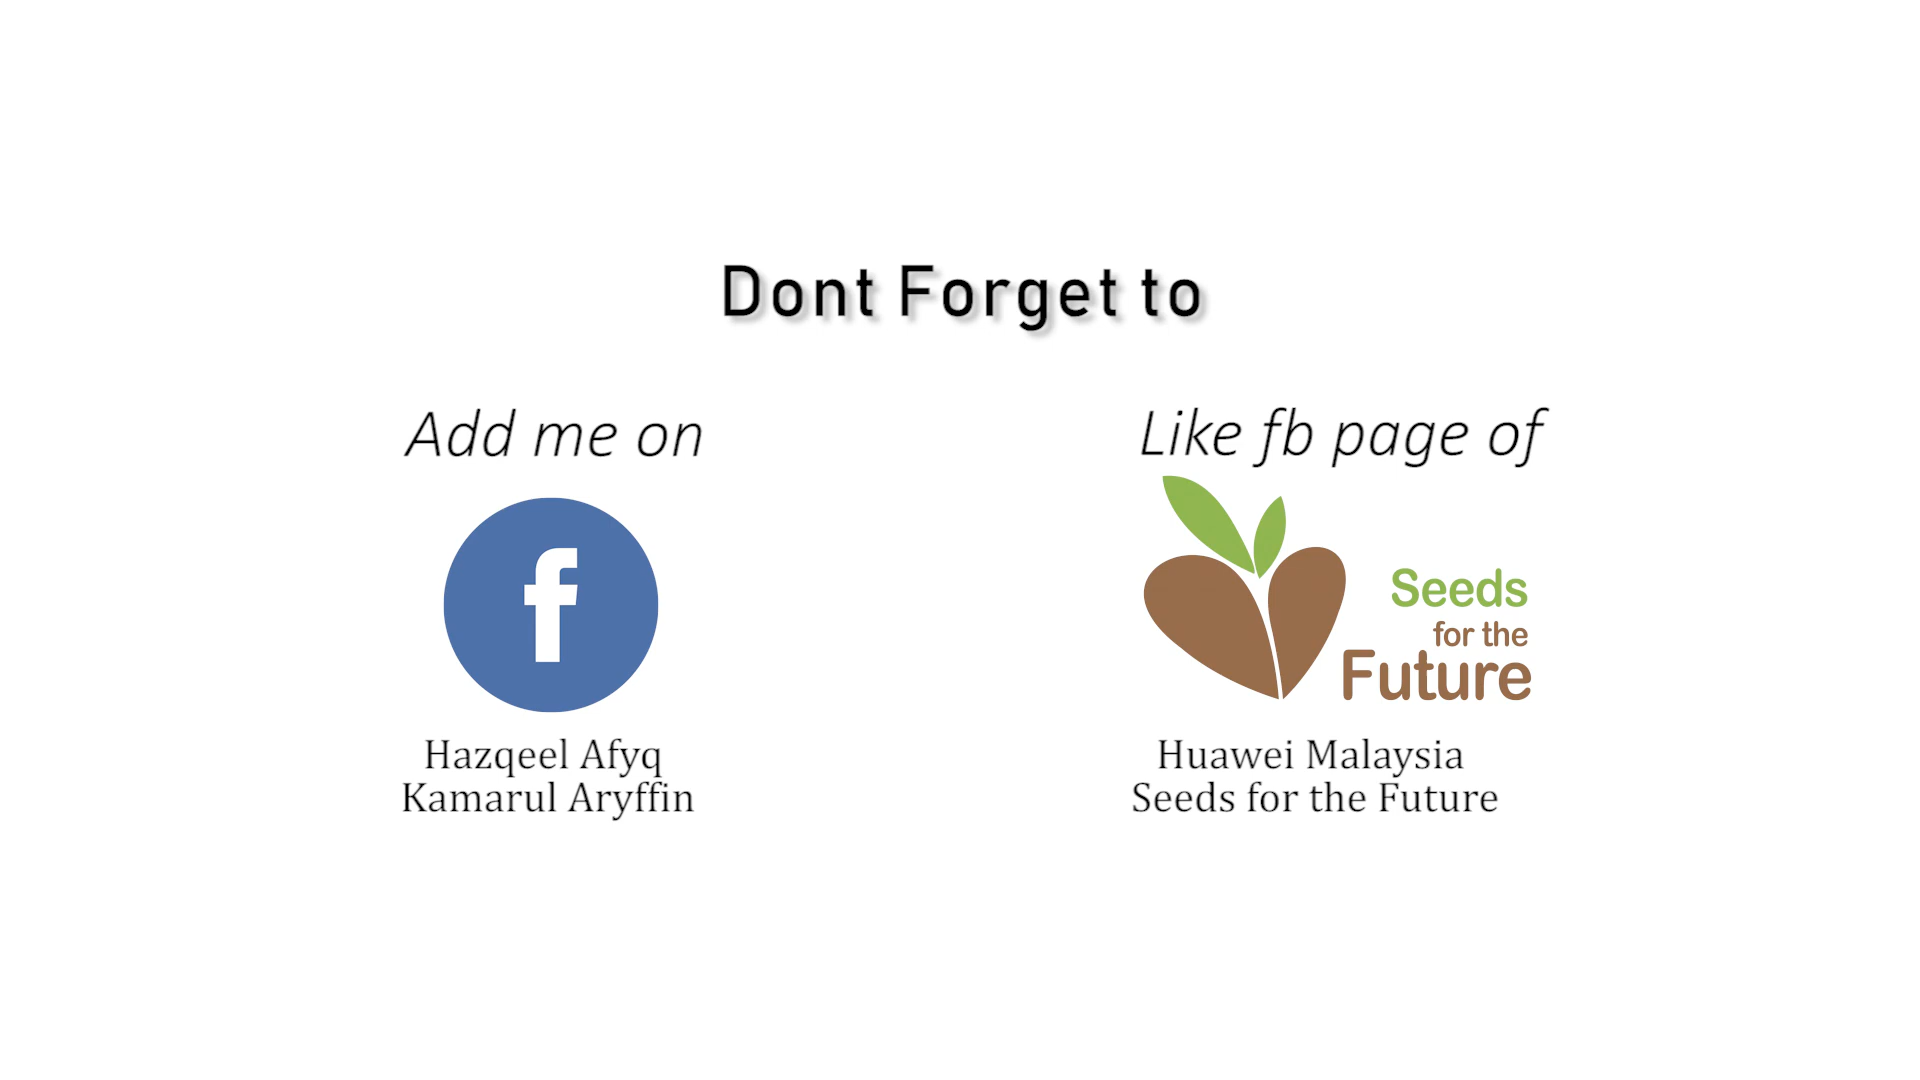 Dont Forget to
Add me on
f
Hazqeel Afyq
Kamarul Aryffin
Like fb page of
Seeds
for the
Future
Huawei Malaysia
Seeds for the Future